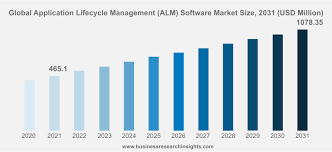 Global Application Lifecycle Management (ALM) Software Market Size, 2031 (USD Million)
1078.35
465.1
2020 2021 2022 2023 2024 2025 2026 2027 2028 2029 2030 2031
www.businessresearchinsights.com